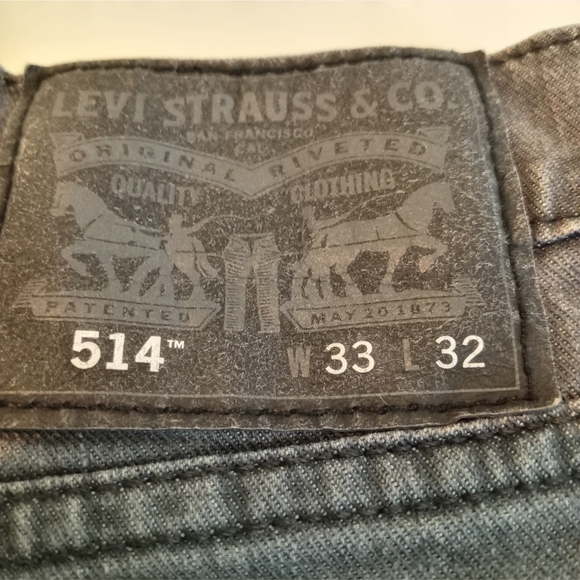 LEVI STRAUSS & CO.
SAN FRANCISCO
CAL.
ORIGINAL RIVETED
QUALITY CLOTHING
PATENTED MAY 20 1873
514™ W 33 L 32